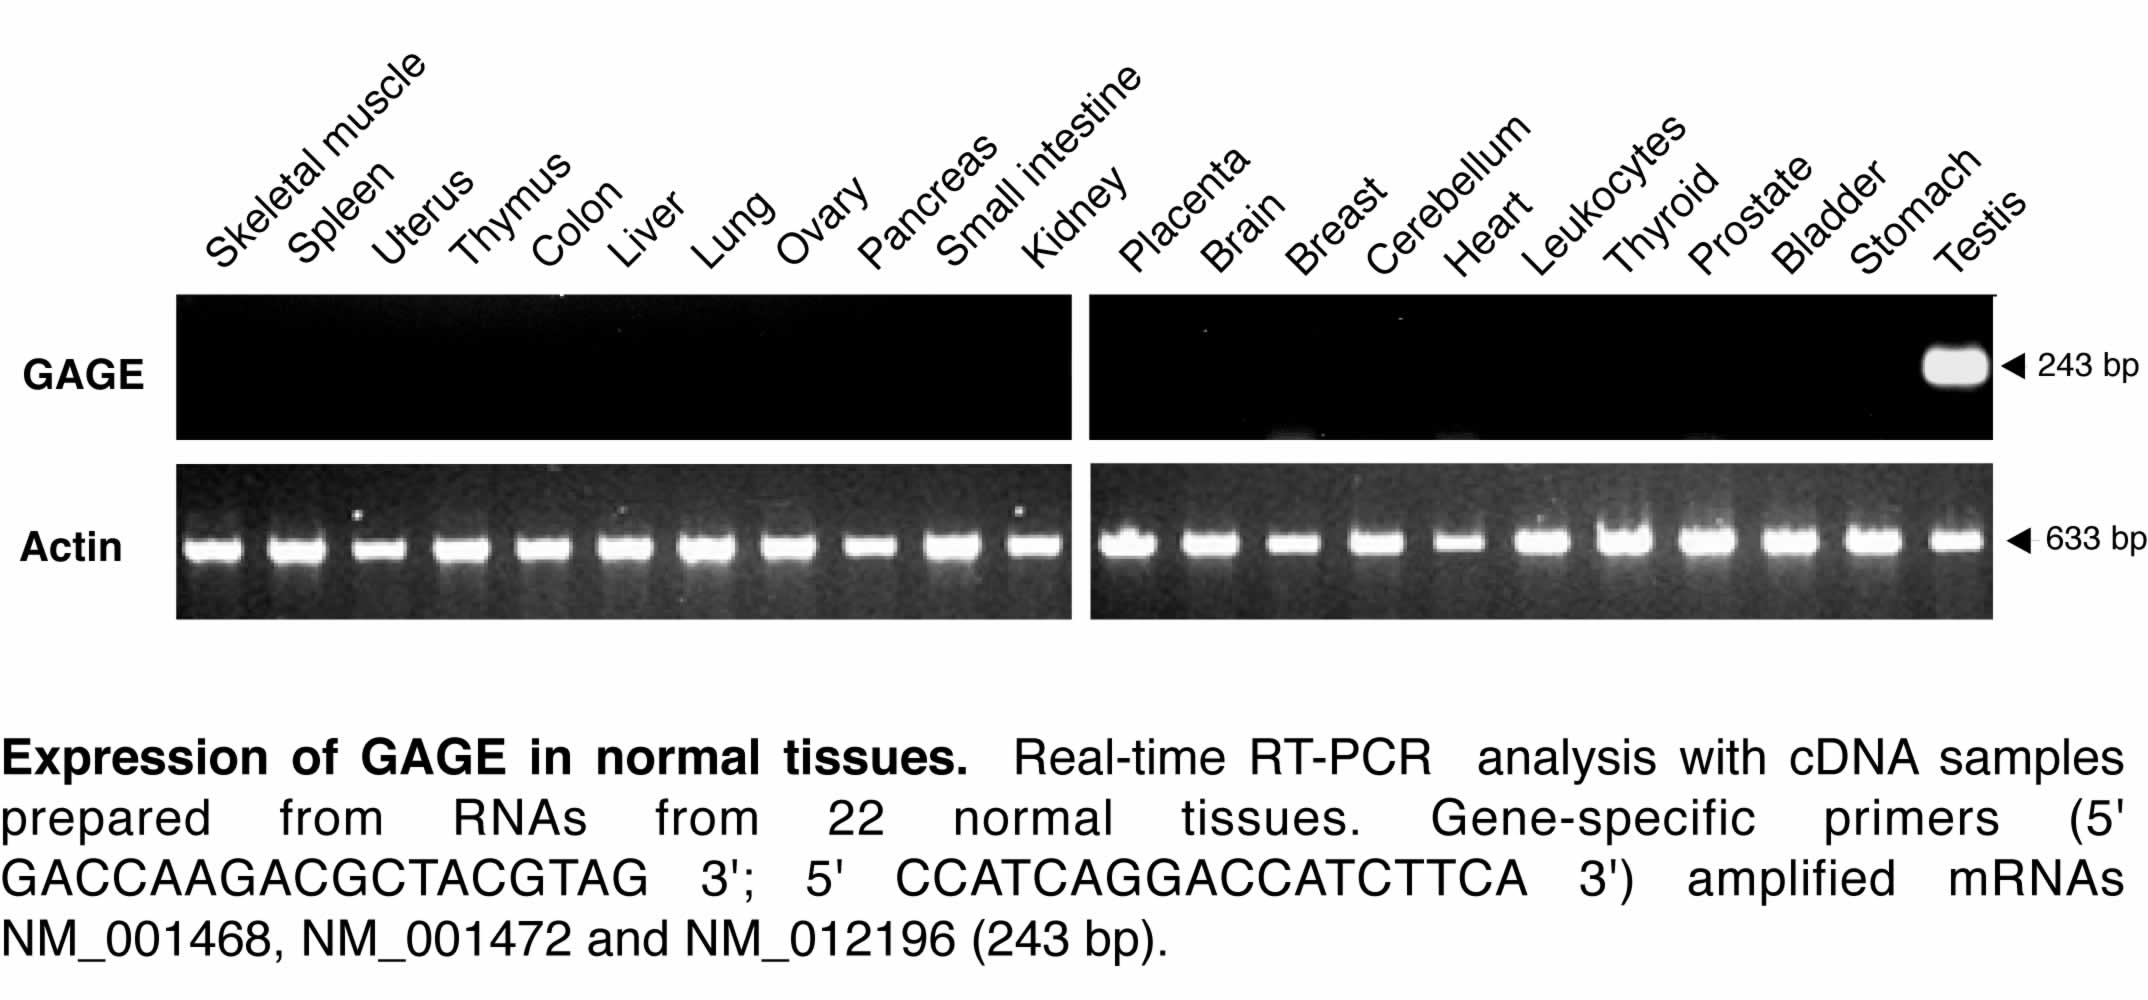 Skeletal muscle
Spleen
Uterus
Thymus
Colon
Liver
Lung
Ovary
Pancreas
Small intestine
Kidney
Placenta
Brain
Breast
Cerebellum
Heart
Leukocytes
Thyroid
Prostate
Bladder
Stomach
Testis
GAGE
243 bp
Actin
633 bp
Expression of GAGE in normal tissues. Real-time RT-PCR analysis with cDNA samples
prepared from RNAs from 22 normal tissues. Gene-specific primers (5'
GACCAAGACGCTACGTAG 3'; 5' CCATCAGGACCATCTTCA 3') amplified mRNAs
NM_001468, NM_001472 and NM_012196 (243 bp).